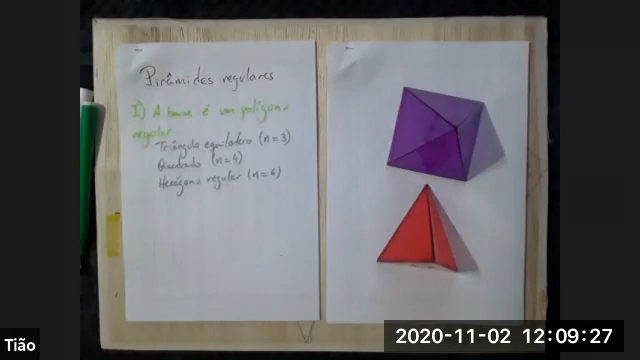 Pirâmides regulares
I) A base é um polígono
regular
Triângulo equilátero (n=3)
Quadrado (n=4)
Hexágono regular (n=6)
Tião
2020-11-02 12:09:27